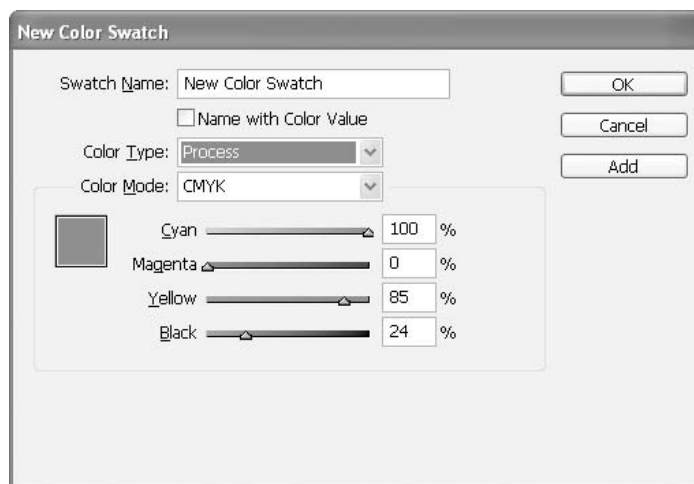 New Color Swatch
Swatch Name: New Color Swatch
OK
Name with Color Value
Cancel
Color Type: Process
Add
Color Mode: CMYK
Cyan 100 %
Magenta 0 %
Yellow 85 %
Black 24 %